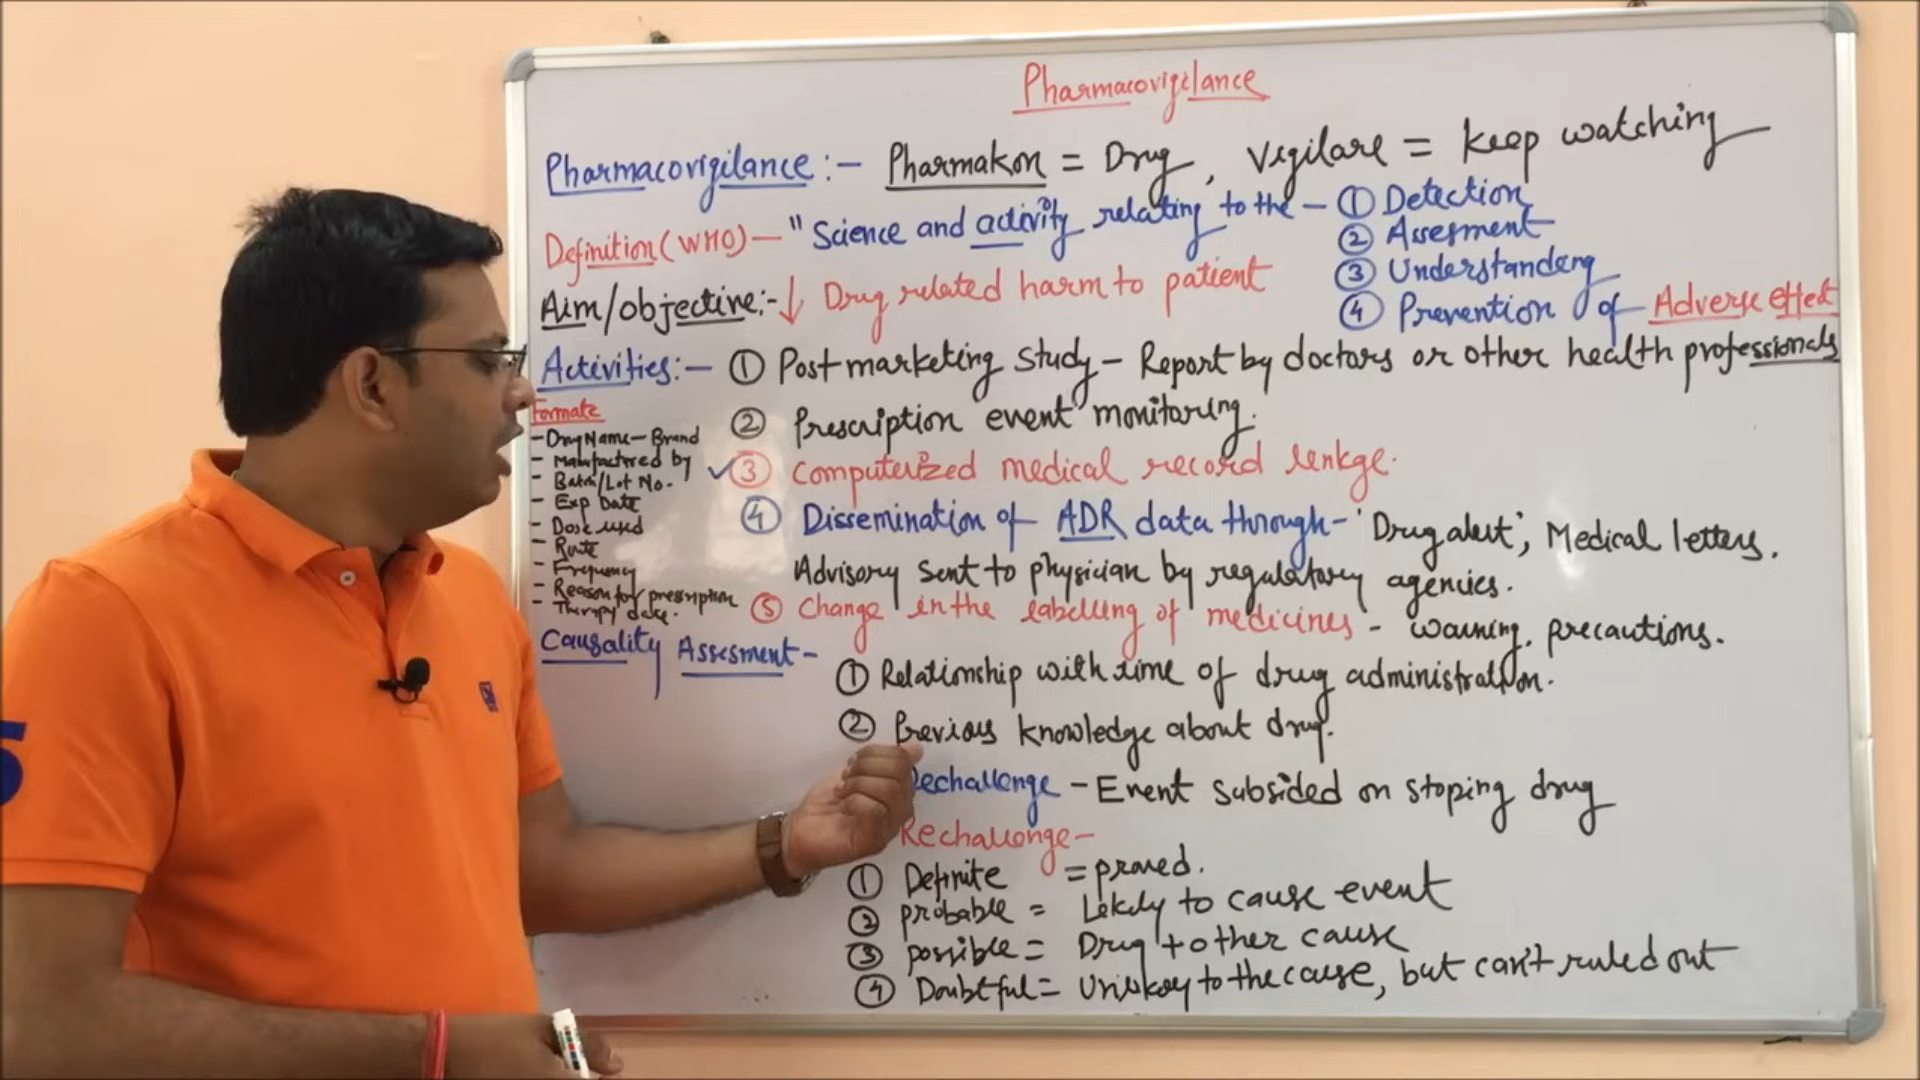 Pharmacovigilance
Pharmacovigilance:- Pharmakon = Drug, Vigilare = Keep watching
Definition (WHO) - "Science and activity relating to the - ① Detection
② Assesment
③ Understanding
④ Prevention of Adverse effect
Aim/objective:- ↓ Drug related harm to patient
Activities:- ① Post marketing study - Report by doctors or other health professionals
② Prescription event monitoring.
✓③ Computerized medical record lenkge.
④ Dissemination of ADR data through - 'Drug alert', Medical letters.
Advisory sent to physician by regulatory agencies.
⑤ Change in the labelling of medicines - warning. precautions.
Formate
- Drug Name - Brand
- Manufactured by
- Batch/Lot No.
- Exp Date
- Dose used
- Route
- Frequency
- Reason for prescription
- Therapy date.
Causality Assesment -
① Relationship with time of drug administration.
② Previous knowledge about drug.
Dechallenge - Event subsided on stoping drug
Rechallenge -
① Definite = proved.
② probable = Likely to cause event
③ possible = Drug + other cause
④ Doubtful = to the cause, but can't ruled out